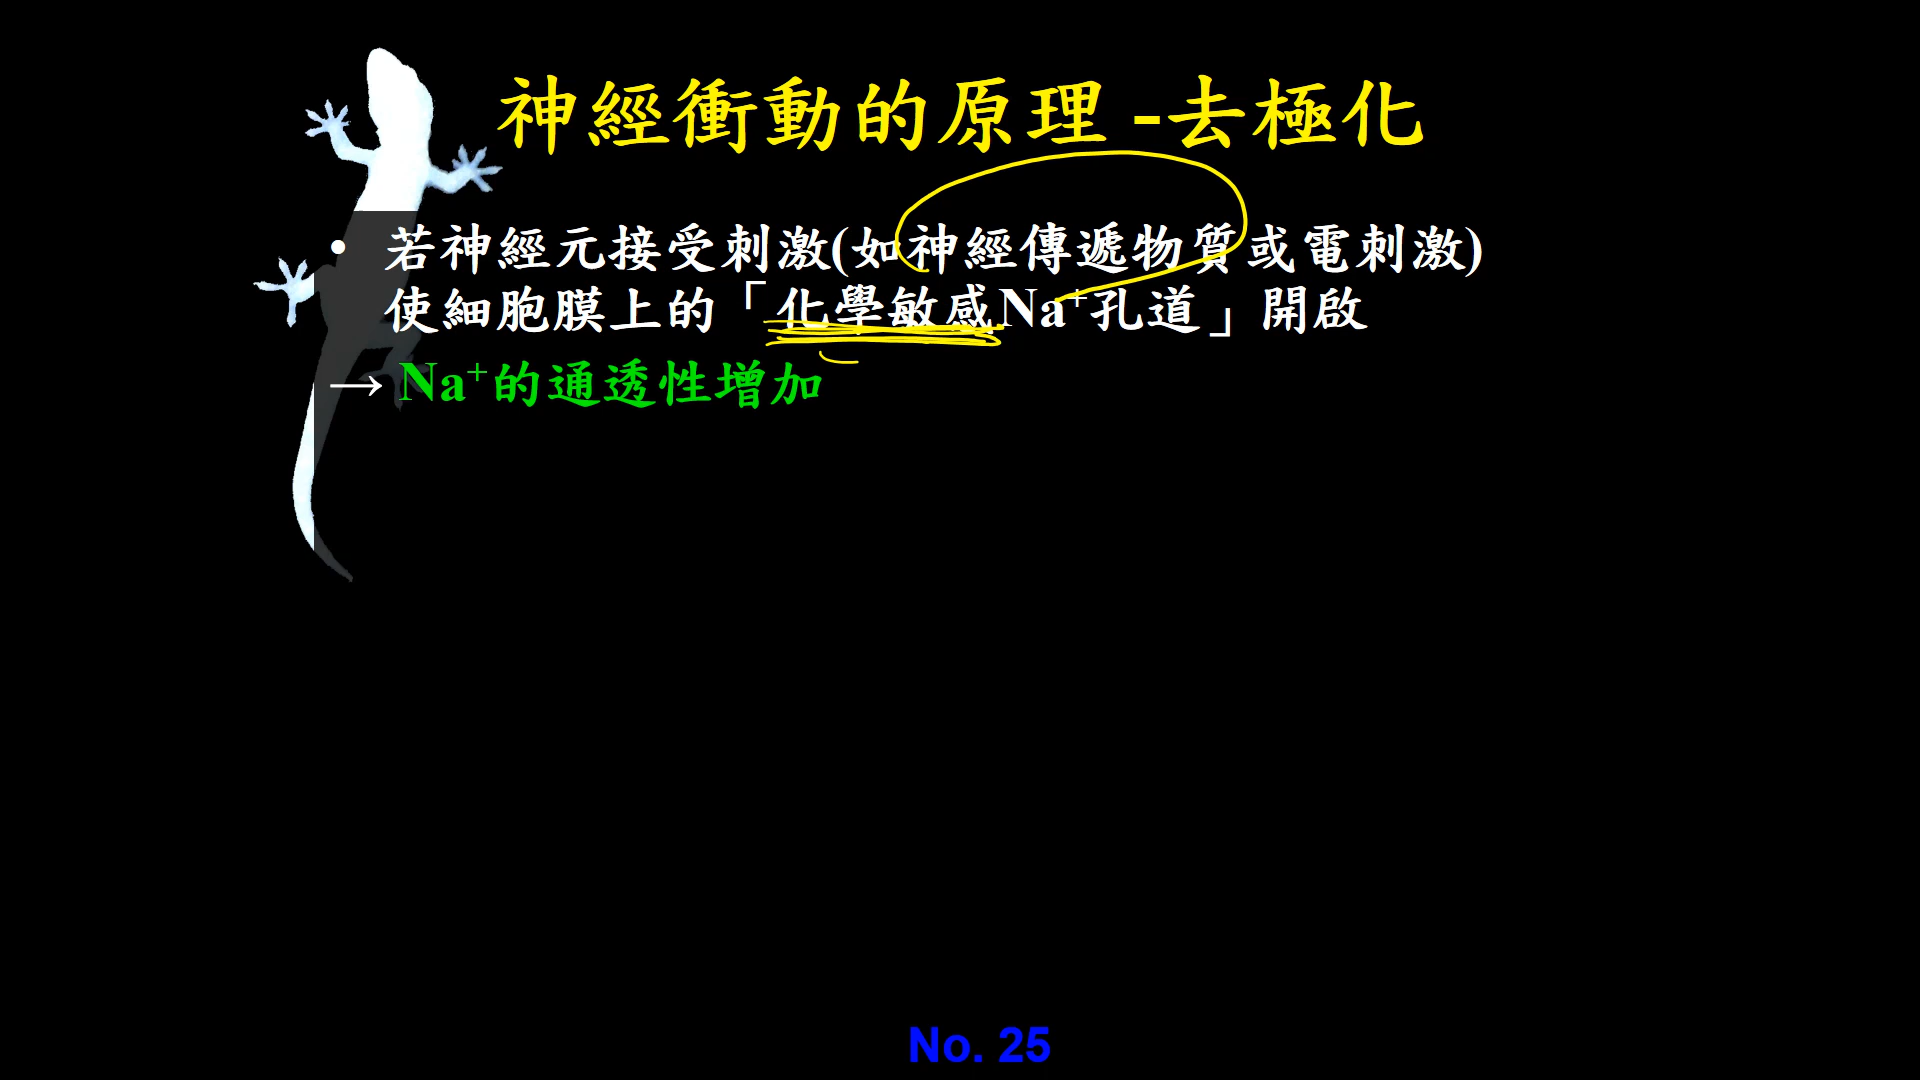 神經衝動的原理 -去極化
• 若神經元接受刺激(如神經傳遞物質或電刺激)
使細胞膜上的「化學敏感Na⁺孔道」開啟
→ Na⁺的通透性增加
No. 25